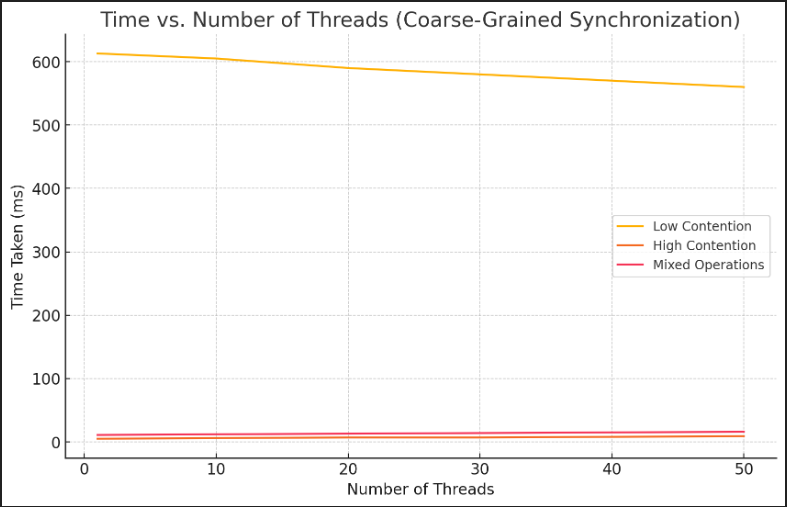 Time vs. Number of Threads (Coarse-Grained Synchronization)
600
500
400
300
200
100
0
Time Taken (ms)
Low Contention
High Contention
Mixed Operations
0 10 20 30 40 50
Number of Threads